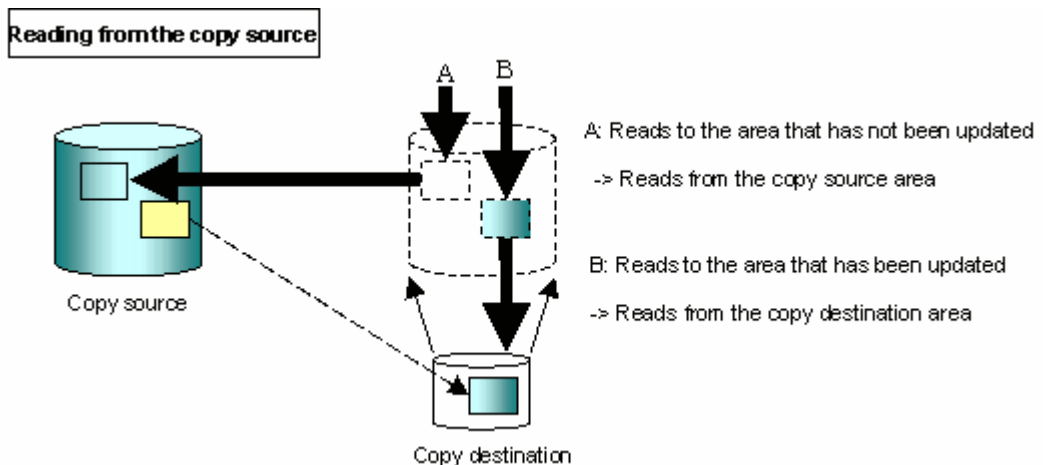 Reading from the copy source
A
B
A: Reads to the area that has not been updated
-> Reads from the copy source area
B: Reads to the area that has been updated
-> Reads from the copy destination area
Copy source
Copy destination